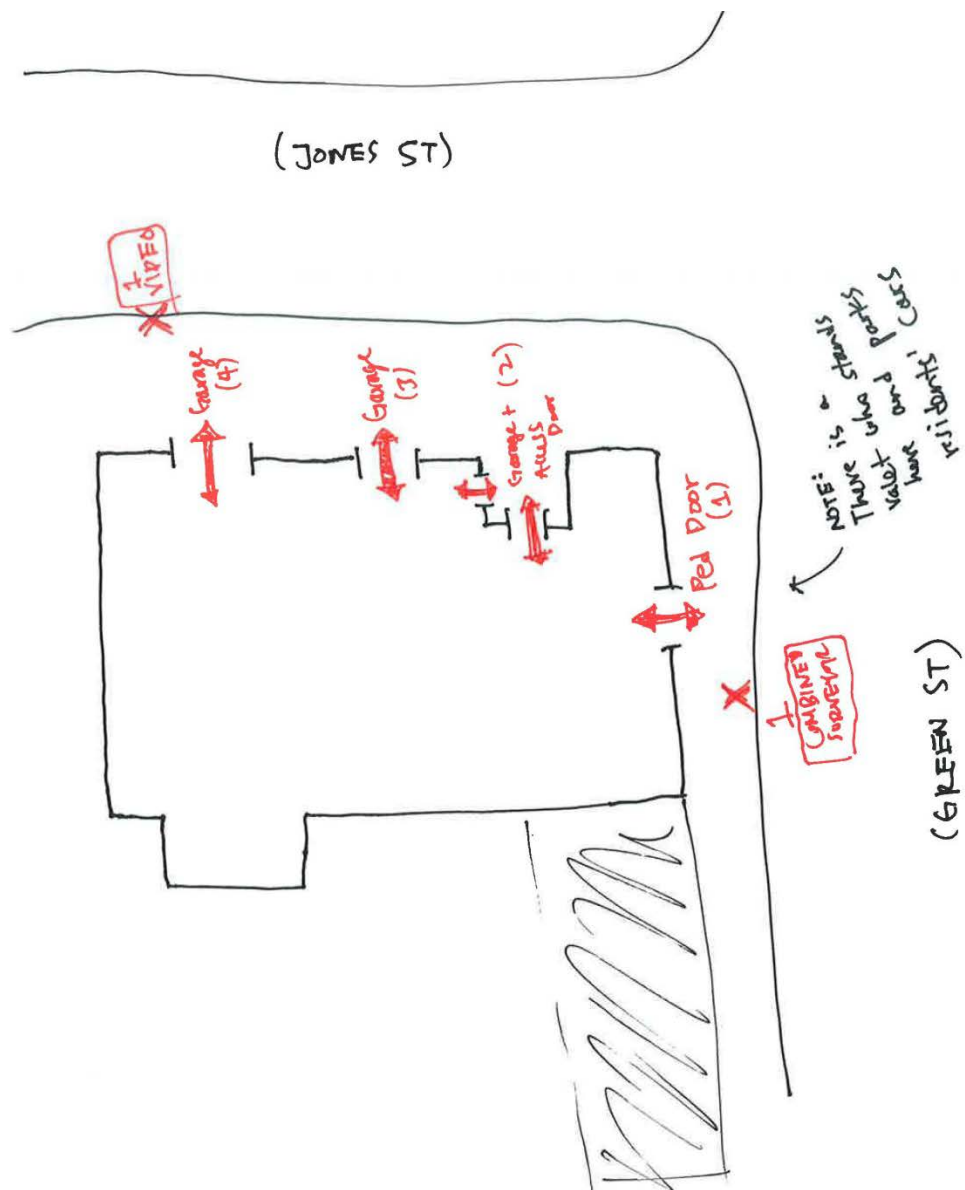 (JONES ST)
1
VIDEO
Garage
(4)
Garage
(3)
Garage + (2)
Access
Door
Ped Door
(1)
NOTE:
There is a
valet who stands
here and parks
residents' cars
1
COMBINED
(GREEN ST)